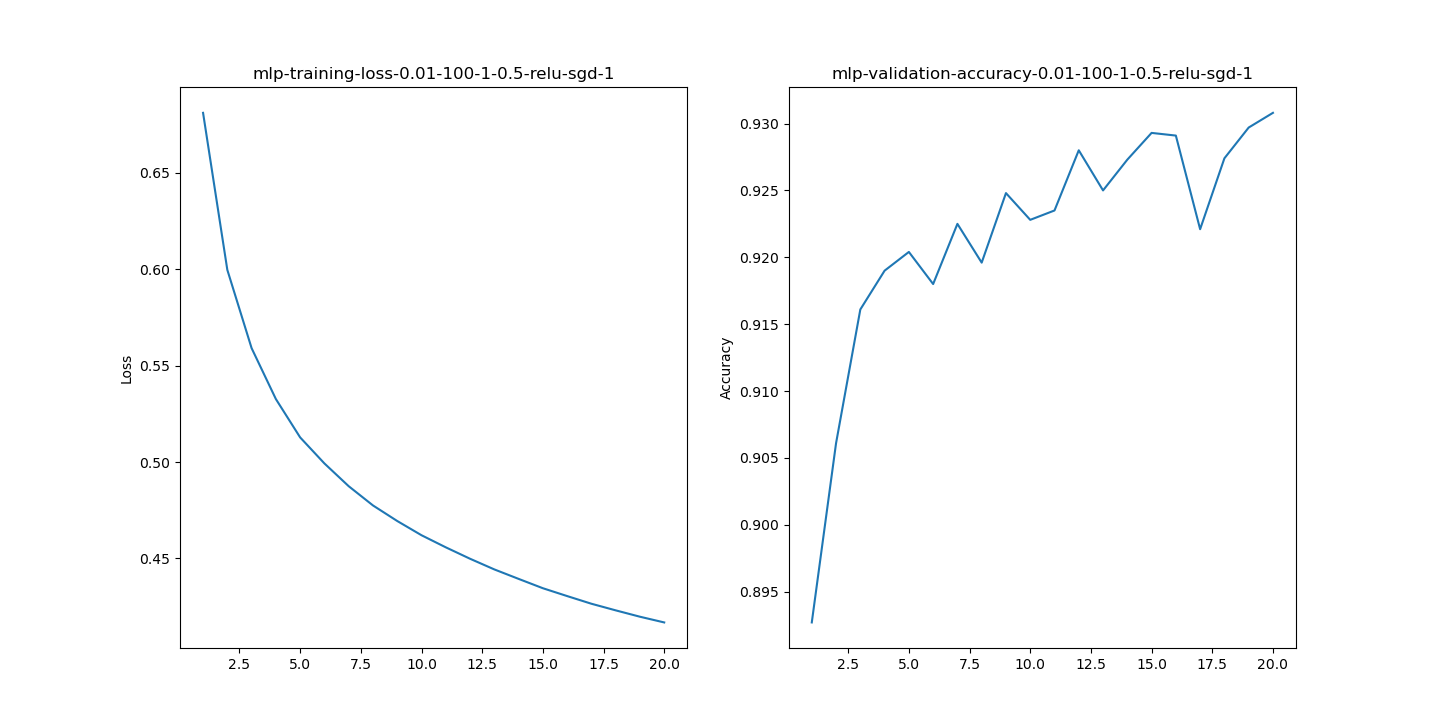 mlp-training-loss-0.01-100-1-0.5-relu-sgd-1
Loss
0.65
0.60
0.55
0.50
0.45
2.5 5.0 7.5 10.0 12.5 15.0 17.5 20.0
mlp-validation-accuracy-0.01-100-1-0.5-relu-sgd-1
Accuracy
0.930
0.925
0.920
0.915
0.910
0.905
0.900
0.895
2.5 5.0 7.5 10.0 12.5 15.0 17.5 20.0